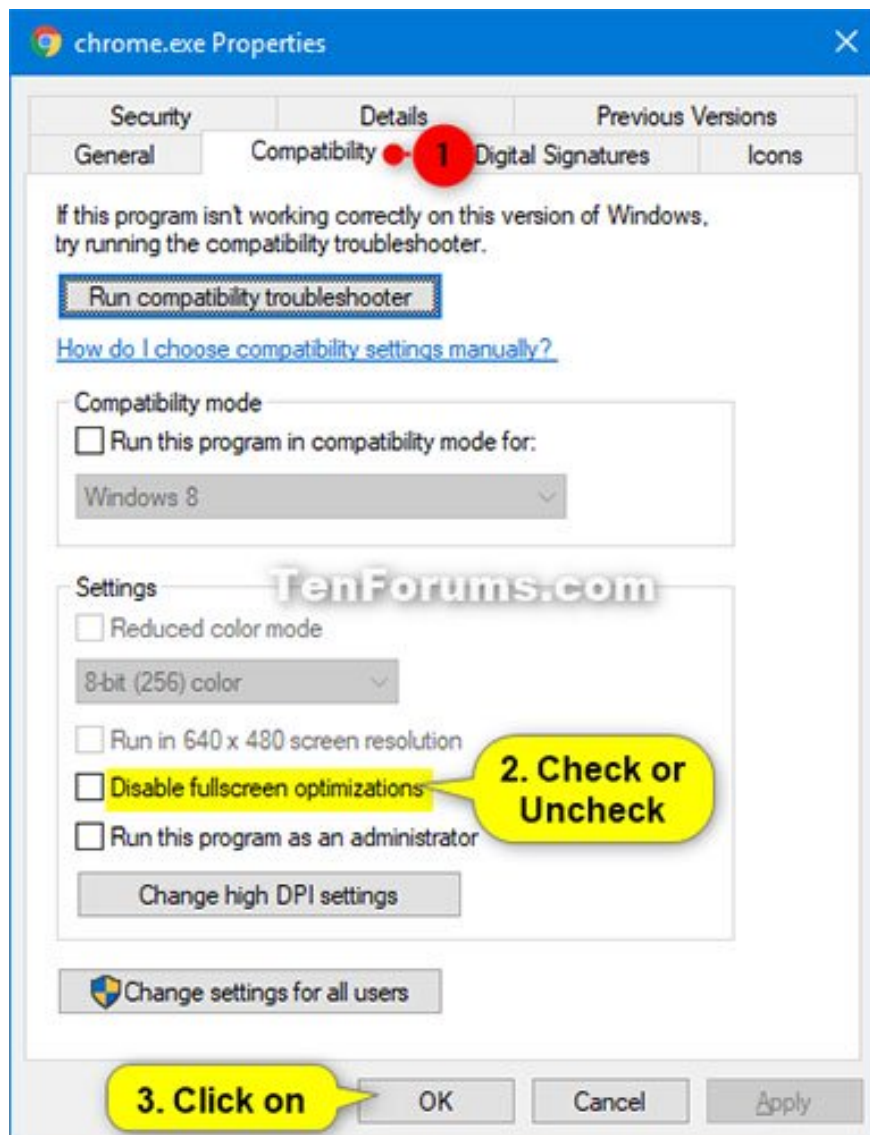 chrome.exe Properties
Security Details Previous Versions
General Compatibility 1 Digital Signatures Icons
If this program isn't working correctly on this version of Windows,
try running the compatibility troubleshooter.
Run compatibility troubleshooter
How do I choose compatibility settings manually?
Compatibility mode
Run this program in compatibility mode for:
Windows 8
TenForums.com
Settings
Reduced color mode
8-bit (256) color
Run in 640 x 480 screen resolution
Disable fullscreen optimizations
2. Check or
Uncheck
Run this program as an administrator
Change high DPI settings
Change settings for all users
3. Click on
OK Cancel Apply